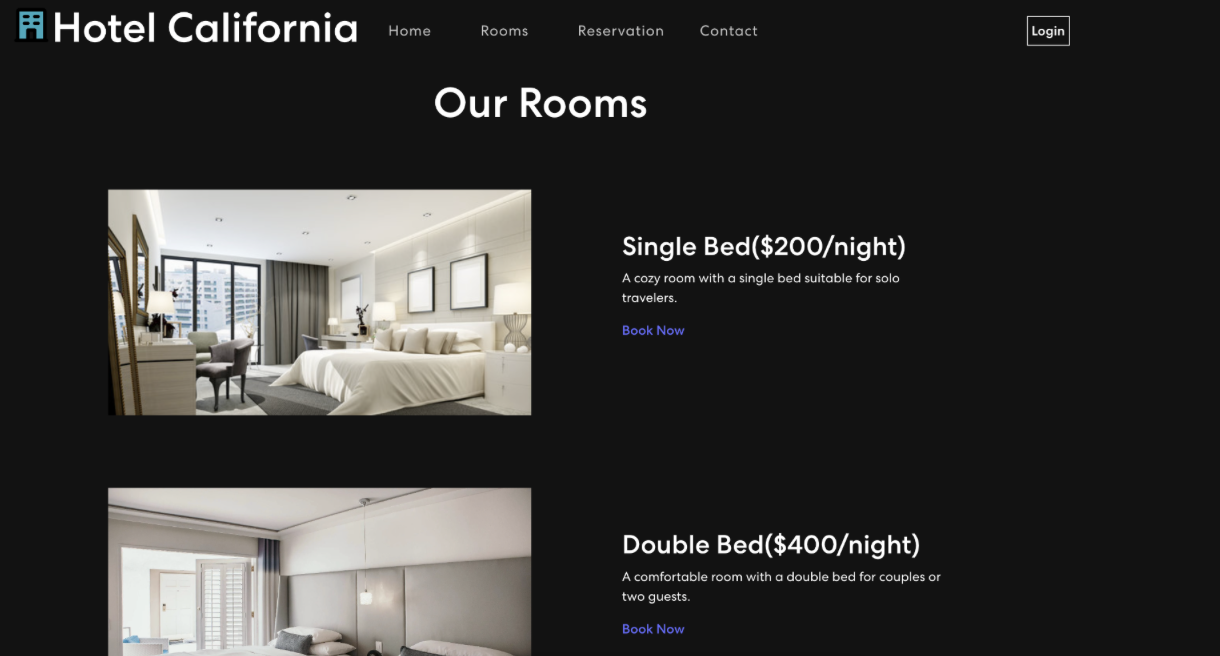 Hotel California
Home
Rooms
Reservation
Contact
Login
Our Rooms
Single Bed($200/night)
A cozy room with a single bed suitable for solo
travelers.
Book Now
Double Bed($400/night)
A comfortable room with a double bed for couples or
two guests.
Book Now